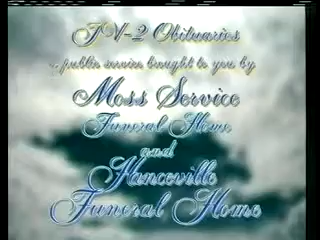 TV-2 Obituaries
...public service brought to you by
Moss Service
Funeral Home
and
Hanceville
Funeral Home